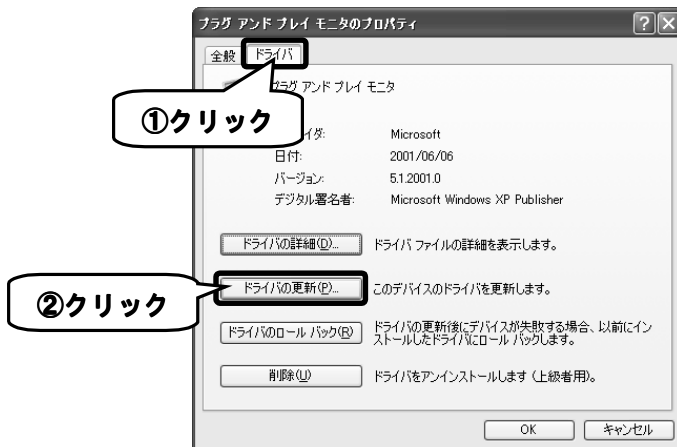 プラグ アンド プレイ モニタのプロパティ
全般 ドライバ
プラグ アンド プレイ モニタ
①クリック
イダ: Microsoft
日付: 2001/06/06
バージョン: 5.1.2001.0
デジタル署名者: Microsoft Windows XP Publisher
ドライバの詳細(D)... ドライバ ファイルの詳細を表示します。
②クリック
ドライバの更新(P)... このデバイスのドライバを更新します。
ドライバのロール バック(R) ドライバの更新後にデバイスが失敗する場合、以前にイン
ストールしたドライバにロール バックします。
削除(U) ドライバをアンインストールします (上級者用)。
OK キャンセル